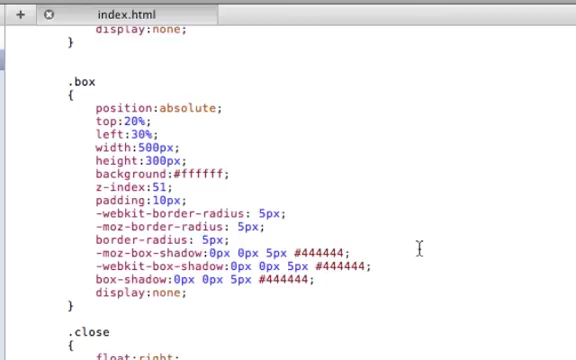 index.html
display:none;
}
.box
{
position:absolute;
top:20%;
left:30%;
width:500px;
height:300px;
background:#ffffff;
z-index:51;
padding:10px;
-webkit-border-radius: 5px;
-moz-border-radius: 5px;
border-radius: 5px;
-moz-box-shadow:0px 0px 5px #444444;
-webkit-box-shadow:0px 0px 5px #444444;
box-shadow:0px 0px 5px #444444;
display:none;
}
.close
{
float:right;